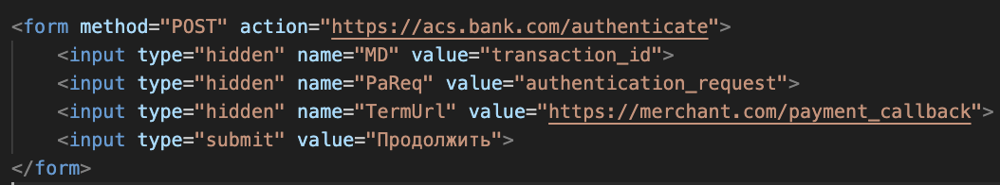 <form method="POST" action="https://acs.bank.com/authenticate">
<input type="hidden" name="MD" value="transaction_id">
<input type="hidden" name="PaReq" value="authentication_request">
<input type="hidden" name="TermUrl" value="https://merchant.com/payment_callback">
<input type="submit" value="Продолжить">
</form>